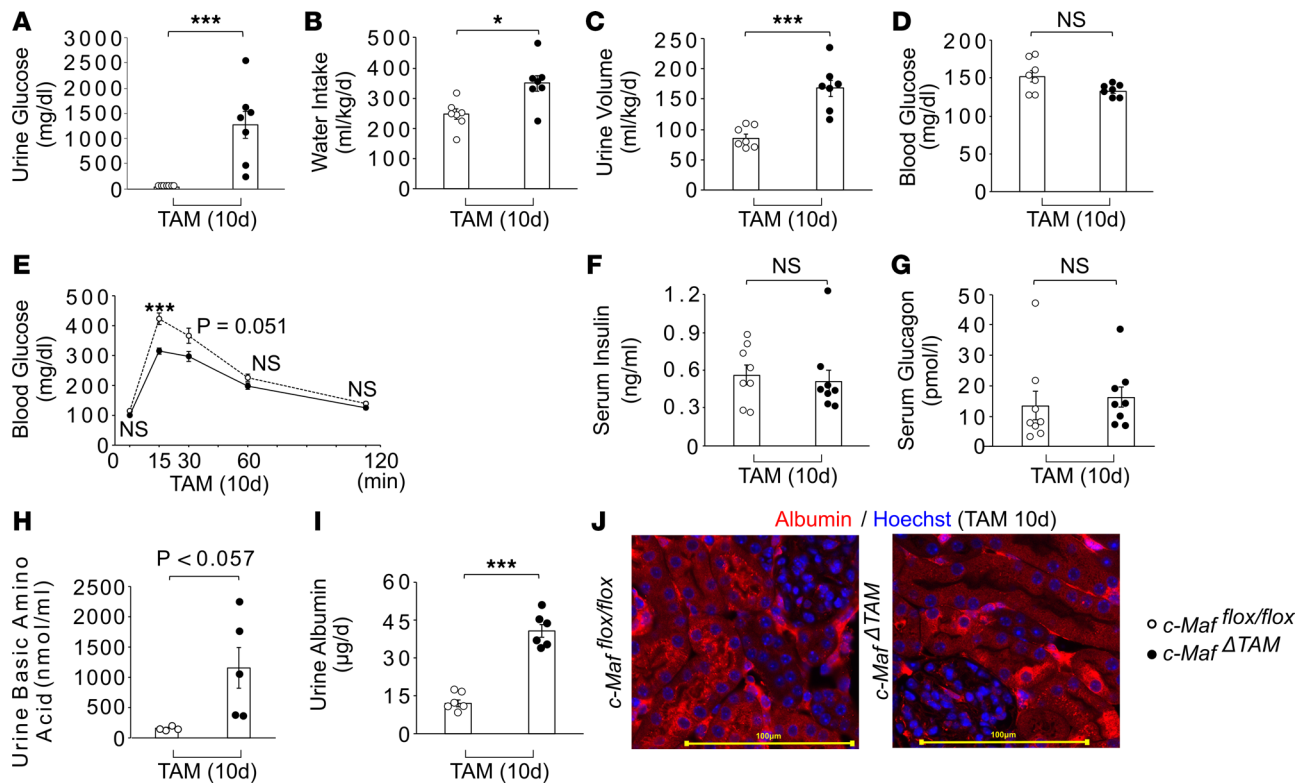 A
***
Urine Glucose
(mg/dl)
3000
2500
2000
1500
1000
500
0
TAM (10d)
B
*
Water Intake
(ml/kg/d)
500
400
300
200
100
0
TAM (10d)
C
***
Urine Volume
(ml/kg/d)
250
200
150
100
50
0
TAM (10d)
D
NS
Blood Glucose
(mg/dl)
200
150
100
50
0
TAM (10d)
E
Blood Glucose
(mg/dl)
500
400
300
200
100
0
***
P = 0.051
NS
NS
NS
0 15 30 60 120
TAM (10d) (min)
F
NS
Serum Insulin
(ng/ml)
1.2
0.9
0.6
0.3
0
TAM (10d)
G
NS
Serum Glucagon
(pmol/l)
50
40
30
20
10
0
TAM (10d)
H
P < 0.057
Urine Basic Amino
Acid (nmol/ml)
2500
2000
1500
1000
500
0
TAM (10d)
I
***
Urine Albumin
(µg/d)
60
45
30
15
0
TAM (10d)
J
Albumin / Hoechst (TAM 10d)
c-Maf flox/flox
100µm
c-Maf ΔTAM
100µm
c-Maf flox/flox
c-Maf ΔTAM